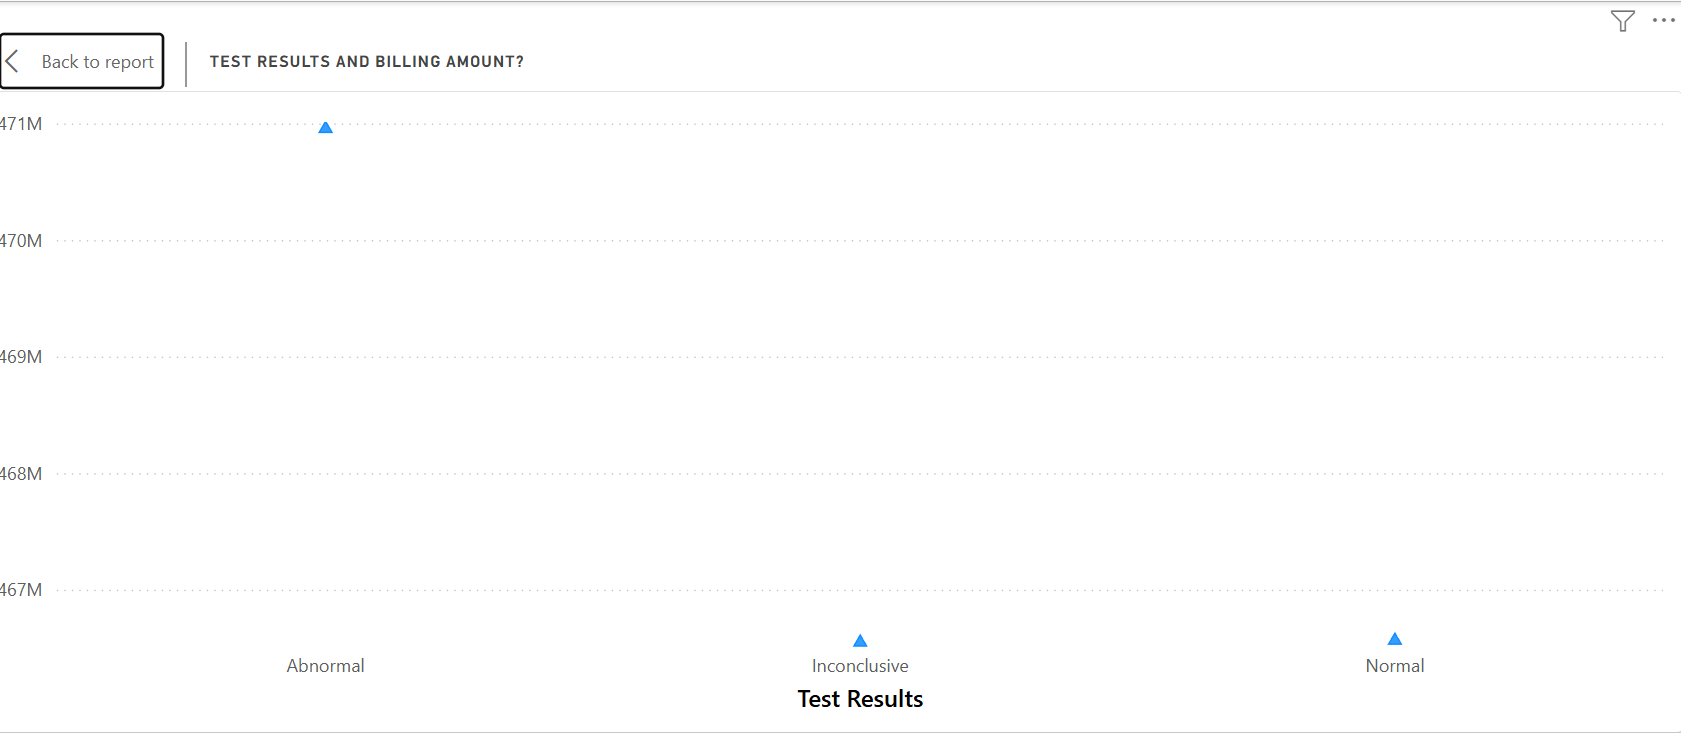 Back to report
TEST RESULTS AND BILLING AMOUNT?
471M
470M
469M
468M
467M
Abnormal Inconclusive Normal
Test Results